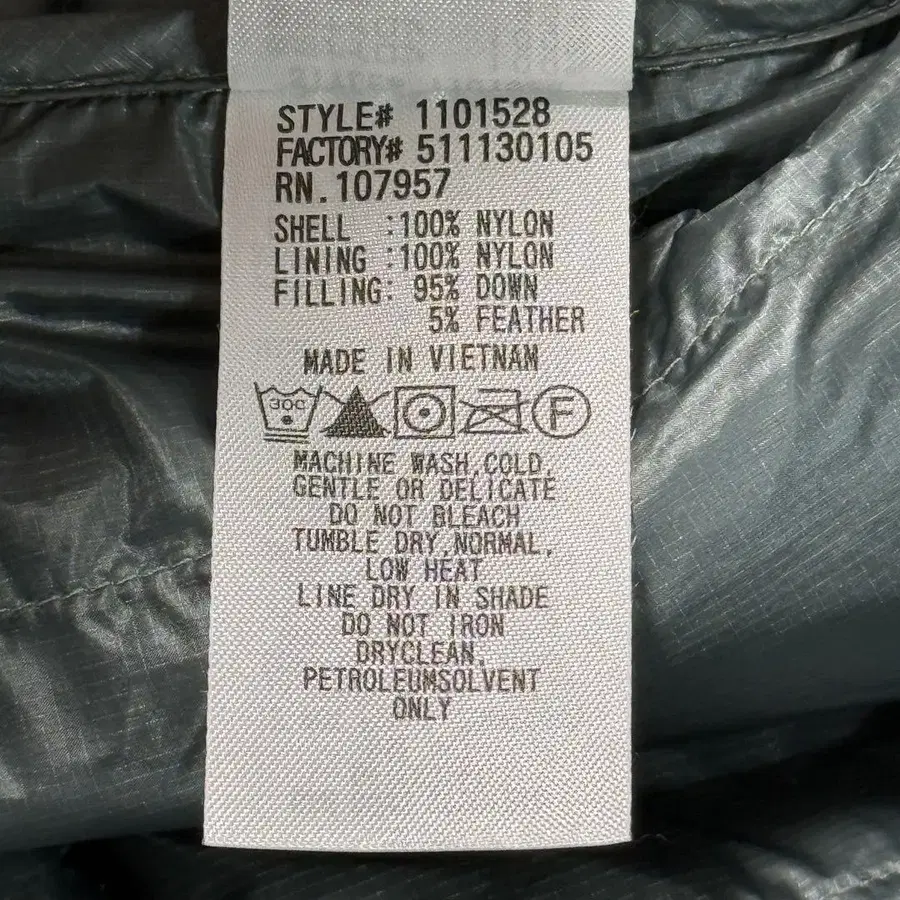 STYLE# 1101528
FACTORY# 511130105
RN.107957
SHELL :100% NYLON
LINING :100% NYLON
FILLING: 95% DOWN
5% FEATHER
MADE IN VIETNAM
30C F
MACHINE WASH,COLD,
GENTLE OR DELICATE
DO NOT BLEACH
TUMBLE DRY,NORMAL,
LOW HEAT
LINE DRY IN SHADE
DO NOT IRON
DRYCLEAN,
PETROLEUMSOLVENT
ONLY